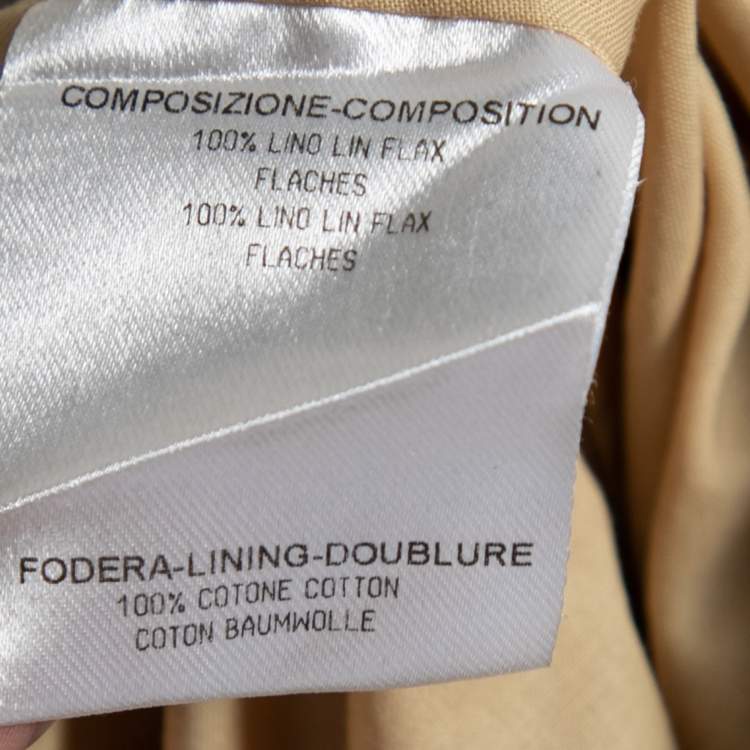 COMPOSIZIONE-COMPOSITION
100% LINO LIN FLAX
FLACHES
100% LINO LIN FLAX
FLACHES
FODERA-LINING-DOUBLURE
100% COTONE COTTON
COTON BAUMWOLLE